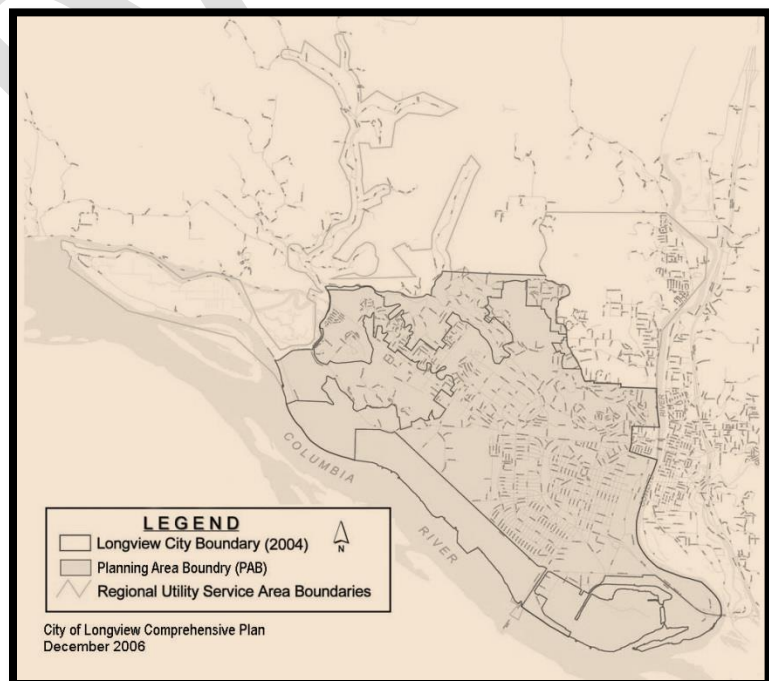 COLUMBIA
RIVER
RIVER
LEGEND
Longview City Boundary (2004)
N
Planning Area Boundry (PAB)
Regional Utility Service Area Boundaries
City of Longview Comprehensive Plan
December 2006